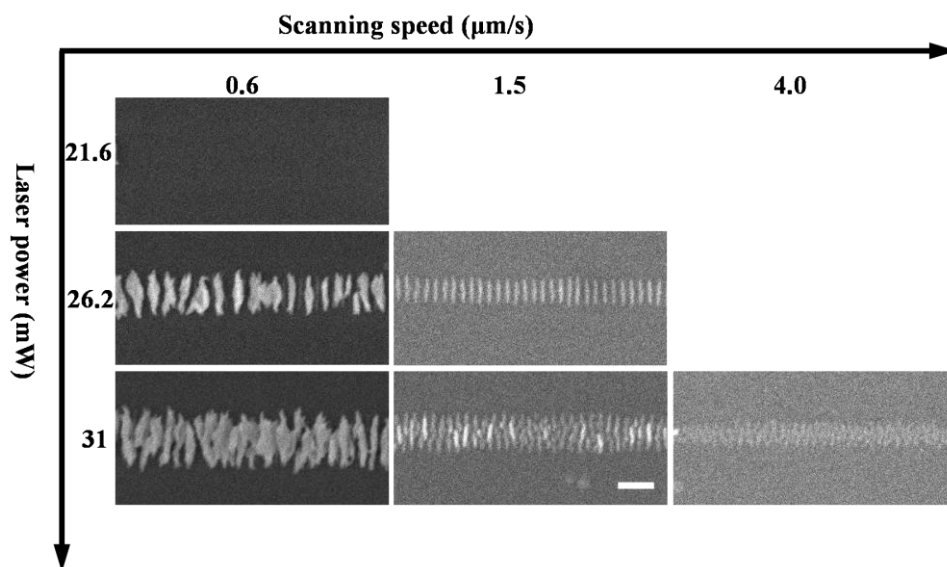 Scanning speed (μm/s)
0.6 1.5 4.0
21.6
Laser power (mW)
26.2
31